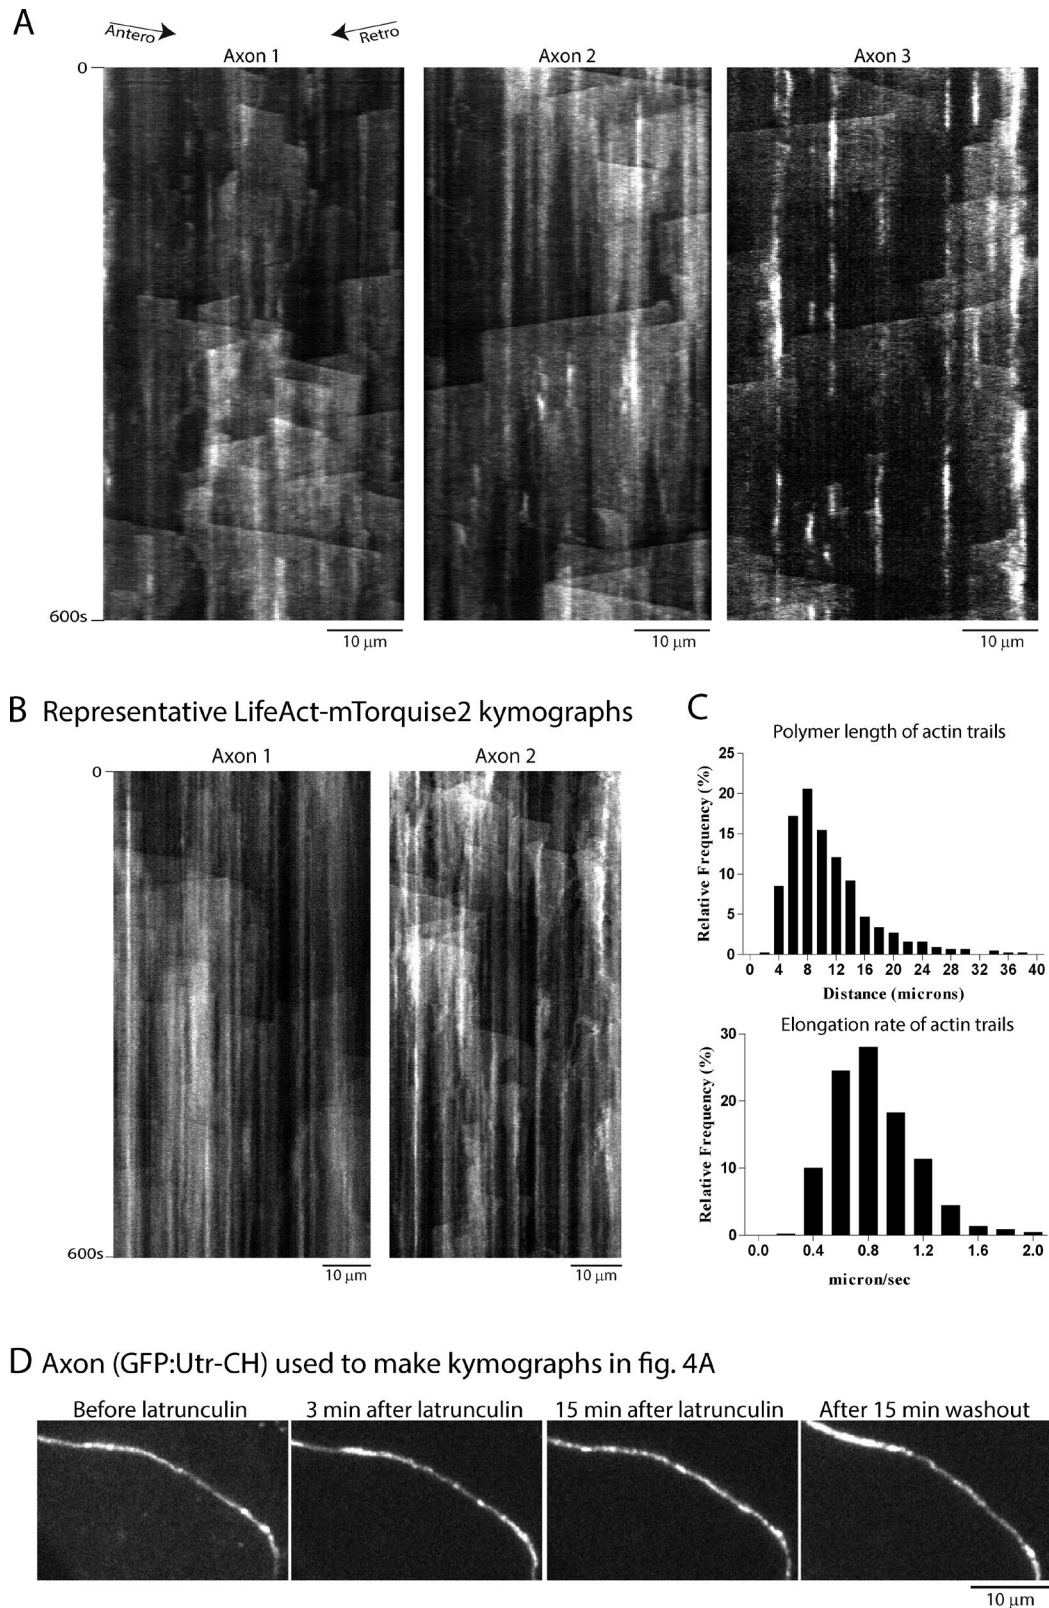 A
Antero
Retro
Axon 1
Axon 2
Axon 3
0
600s
10 μm
10 μm
10 μm
B Representative LifeAct-mTorquise2 kymographs
Axon 1
Axon 2
0
600s
10 μm
10 μm
C
Polymer length of actin trails
25
20
15
10
5
0
Relative Frequency (%)
0 4 8 12 16 20 24 28 32 36 40
Distance (microns)
Elongation rate of actin trails
30
20
10
0
Relative Frequency (%)
0.0 0.4 0.8 1.2 1.6 2.0
micron/sec
D Axon (GFP:Utr-CH) used to make kymographs in fig. 4A
Before latrunculin
3 min after latrunculin
15 min after latrunculin
After 15 min washout
10 μm